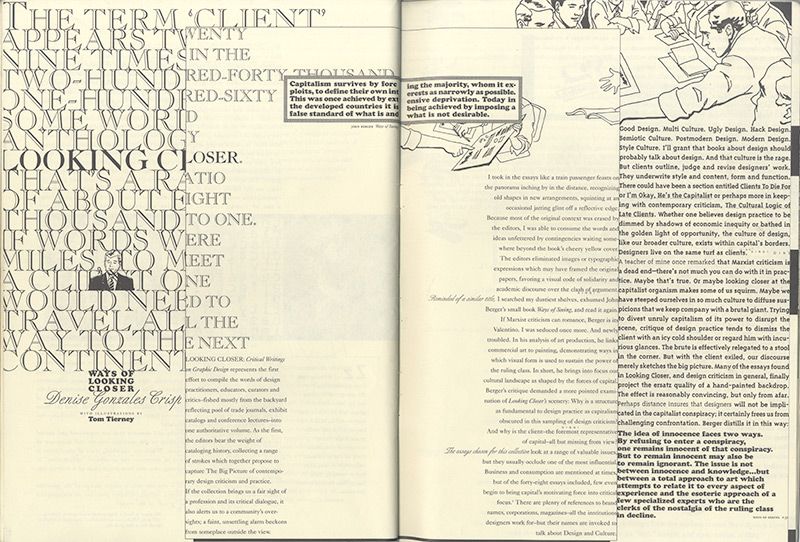 THE TERM ‘CLIENT’
APPEARS TWENTY
NINE TIMES IN THE
TWO-HUNDRED-FORTY THOUSAND
ONE-HUNDRED-SIXTY
SOME WORD
ANTHOLOGY
LOOKING CLOSER.
THAT'S A RATIO
OF ABOUT EIGHT
THOUSAND TO ONE.
IF WORDS WERE
MILES TO MEET
A CLIENT ONE
WOULD NEED TO
TRAVEL ALL THE
WAY TO THE NEXT
CONTINENT
WAYS OF
LOOKING
CLOSER
Denise Gonzales Crisp
WITH ILLUSTRATIONS BY
Tom Tierney
LOOKING CLOSER: Critical Writings
on Graphic Design represents the first
effort to compile the words of design
practitioners, educators, curators and
critics–fished mostly from the backyard
reflecting pool of trade journals, exhibit
catalogs and conference lectures–into
one authoritative volume. As the first,
the editors bear the weight of
cataloging history, collecting a range
of strokes which together propose to
capture The Big Picture of contempo-
rary design criticism and practice.
If the collection brings us a fair sight of
a profession and its critical dialogue, it
also alerts us to a community's over-
sights; a faint, unsettling alarm beckons
from someplace outside the view.
Capitalism survives by forcing the majority, whom it ex-
ploits, to define their own interests as narrowly as possible.
This was once achieved by extensive deprivation. Today in
the developed countries it is being achieved by imposing a
false standard of what is and what is not desirable.
JOHN BERGER Ways of Seeing
I took in the essays like a train passenger feasts on
the panorama inching by in the distance, recognizing
old shapes in new arrangements, squinting at an
occasional jarring glint off a reflective edge.
Because most of the original context was erased by
the editors, I was able to consume the words and
ideas unfettered by contingencies waiting some-
where beyond the book's cheery yellow cover.
The editors eliminated images or typographic
expressions which may have framed the original
papers, favoring a visual code of solidarity and
academic discourse over the clash of argument.
Reminded of a similar title, I searched my dustiest shelves, exhumed John
Berger's small book Ways of Seeing, and read it again.
If Marxist criticism can romance, Berger is its
Valentino. I was seduced once more. And newly
troubled. In his analysis of art production, he links
commercial art to painting, demonstrating ways in
which visual form is used to sustain the power of
the ruling class. In short, he brings into focus our
cultural landscape as shaped by the forces of capital.
Berger's critique demanded a more pointed exami-
nation of Looking Closer's scenery. Why is a structure
as fundamental to design practice as capitalism
obscured in this sampling of design criticism?
And why is the client–the foremost representative
of capital–all but missing from view?
The essays chosen for this collection look at a range of valuable issues,
but they usually occlude one of the most influential.
Business and consumption are mentioned at times,
but of the forty-eight essays included, few even
begin to bring capital's motivating force into critical
focus. There are plenty of references to brand
names, corporations, magazines–all the institutions
designers work for–but their names are invoked to
talk about Design and Culture.
Good Design. Multi Culture. Ugly Design. Hack Design.
Semiotic Culture. Postmodern Design. Modern Design.
Style Culture. I'll grant that books about design should
probably talk about design. And that culture is the rage.
But clients outline, judge and revise designers' work.
They underwrite style and content, form and function.
There could have been a section entitled Clients To Die For
or I'm Okay, He's the Capitalist or perhaps more in keep-
ing with contemporary criticism, The Cultural Logic of
Late Clients. Whether one believes design practice to be
dimmed by shadows of economic inequity or bathed in
the golden light of opportunity, the culture of design,
like our broader culture, exists within capital's borders.
Designers live on the same turf as clients.
A teacher of mine once remarked that Marxist criticism is
a dead end—there's not much you can do with it in prac-
tice. Maybe that's true. Or maybe looking closer at the
capitalist organism makes some of us squirm. Maybe we
have steeped ourselves in so much culture to diffuse sus-
picions that we keep company with a brutal giant. Trying
to divest unruly capitalism of its power to disrupt the
scene, critique of design practice tends to dismiss the
client with an icy cold shoulder or regard him with incu-
rious glances. The brute is effectively relegated to a stool
in the corner. But with the client exiled, our discourse
merely sketches the big picture. Many of the essays found
in Looking Closer, and design criticism in general, finally
project the ersatz quality of a hand-painted backdrop.
The effect is reasonably convincing, but only from afar.
Perhaps distance insures that designers will not be impli-
cated in the capitalist conspiracy; it certainly frees us from
challenging confrontation. Berger distills it in this way:
The idea of innocence faces two ways.
By refusing to enter a conspiracy,
one remains innocent of that conspiracy.
But to remain innocent may also be
to remain ignorant. The issue is not
between innocence and knowledge...but
between a total approach to art which
attempts to relate it to every aspect of
experience and the esoteric approach of a
few specialized experts who are the
clerks of the nostalgia of the ruling class
in decline.
WAYS OF SEEING